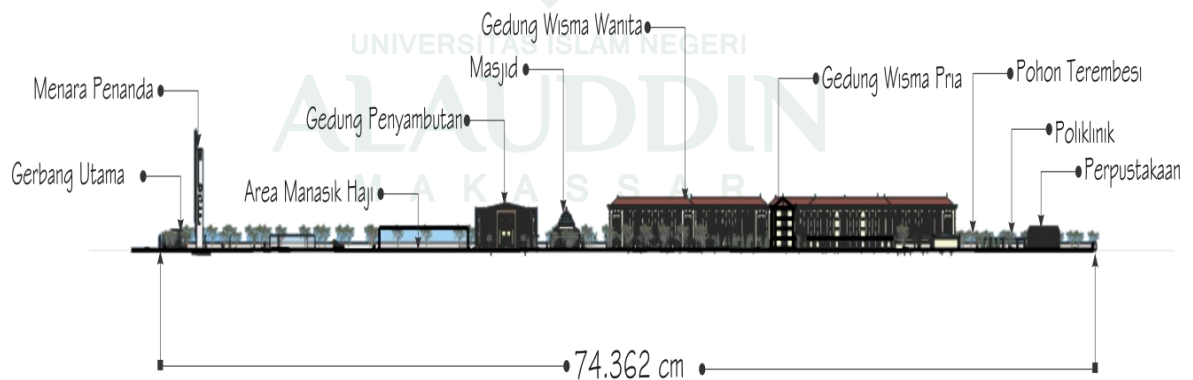 Gedung Wisma Wanita
UNIVERSITAS ISLAM NEGERI
Masjid
Gedung Wisma Pria
Pohon Terembesi
Menara Penanda
ALAUDDIN
Gedung Penyambutan
Poliklinik
Gerbang Utama
Area Manasik Haji
MAKASSAR
Perpustakaan
74.362 cm